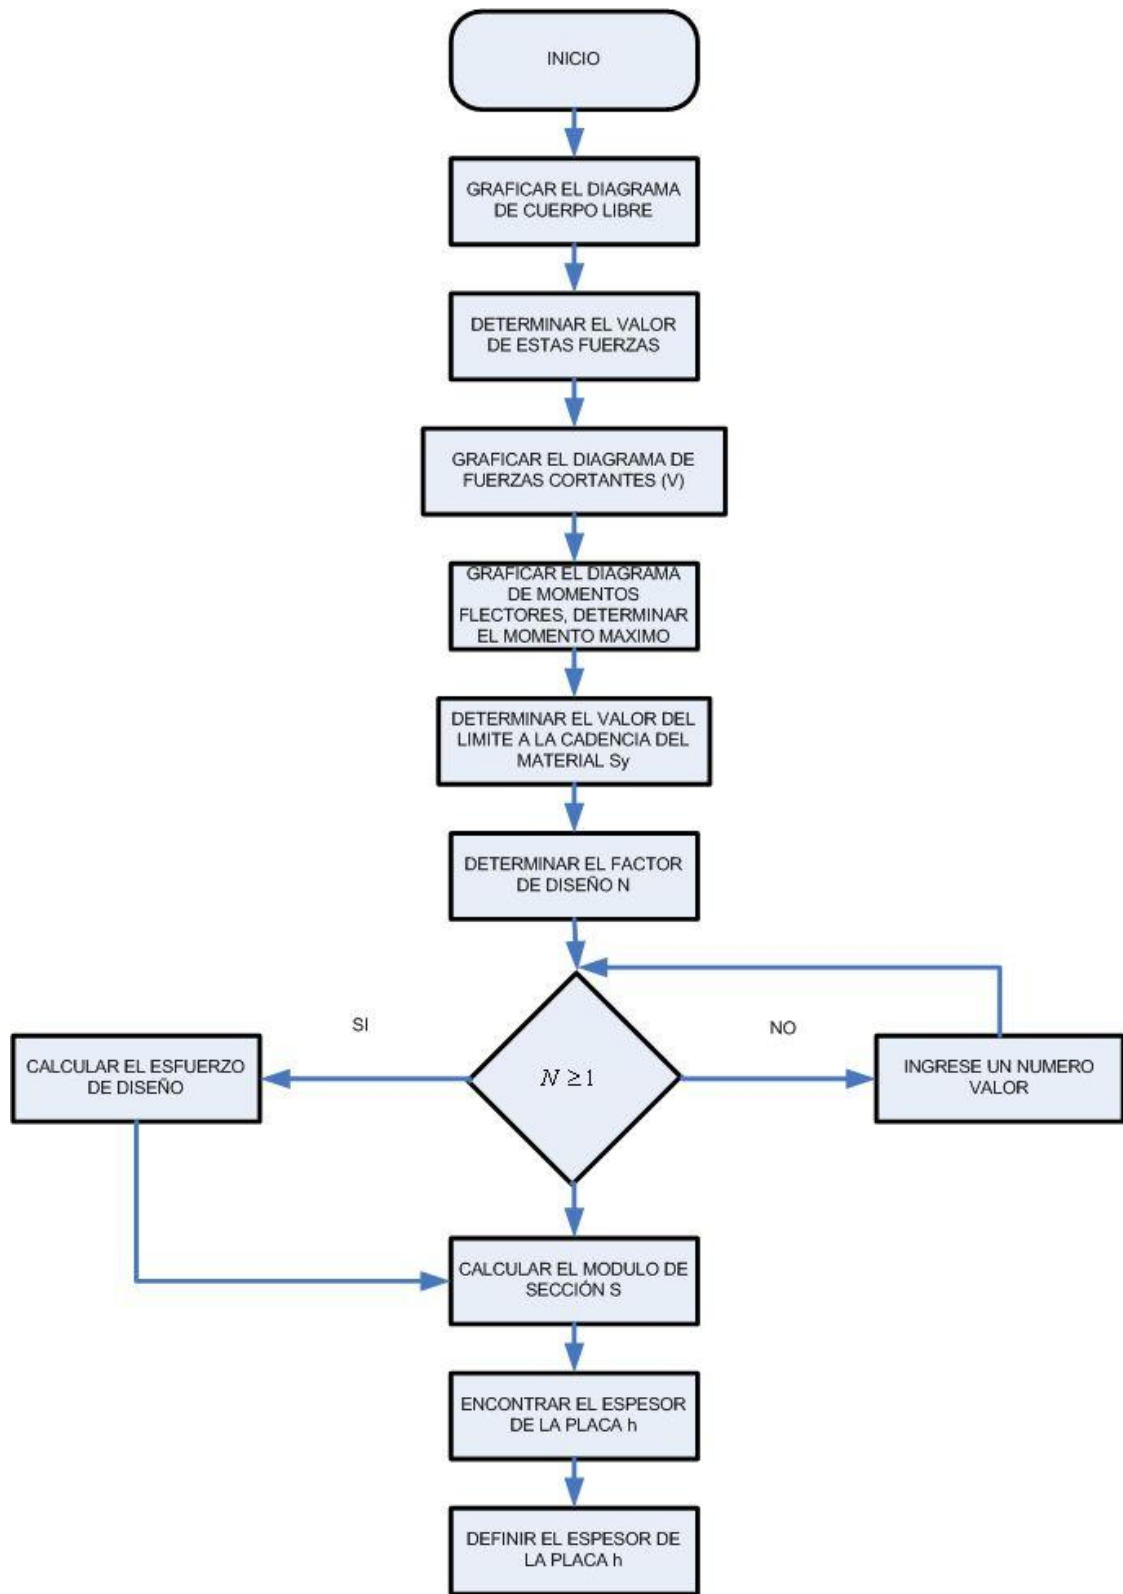 INICIO
GRAFICAR EL DIAGRAMA
DE CUERPO LIBRE
DETERMINAR EL VALOR
DE ESTAS FUERZAS
GRAFICAR EL DIAGRAMA DE
FUERZAS CORTANTES (V)
GRAFICAR EL DIAGRAMA
DE MOMENTOS
FLECTORES, DETERMINAR
EL MOMENTO MAXIMO
DETERMINAR EL VALOR DEL
LIMITE A LA CADENCIA DEL
MATERIAL Sy
DETERMINAR EL FACTOR
DE DISEÑO N
SI
NO
CALCULAR EL ESFUERZO
DE DISEÑO
N ≥ 1
INGRESE UN NUMERO
VALOR
CALCULAR EL MODULO DE
SECCIÓN S
ENCONTRAR EL ESPESOR
DE LA PLACA h
DEFINIR EL ESPESOR DE
LA PLACA h